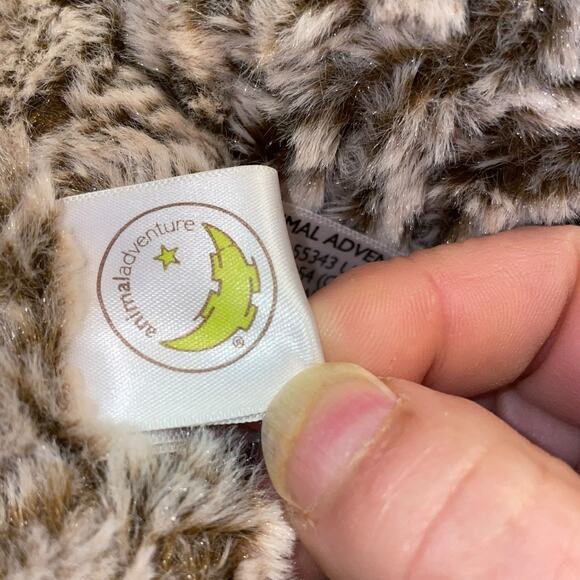 animaladventure
®
MAL ADVEN
55343 U